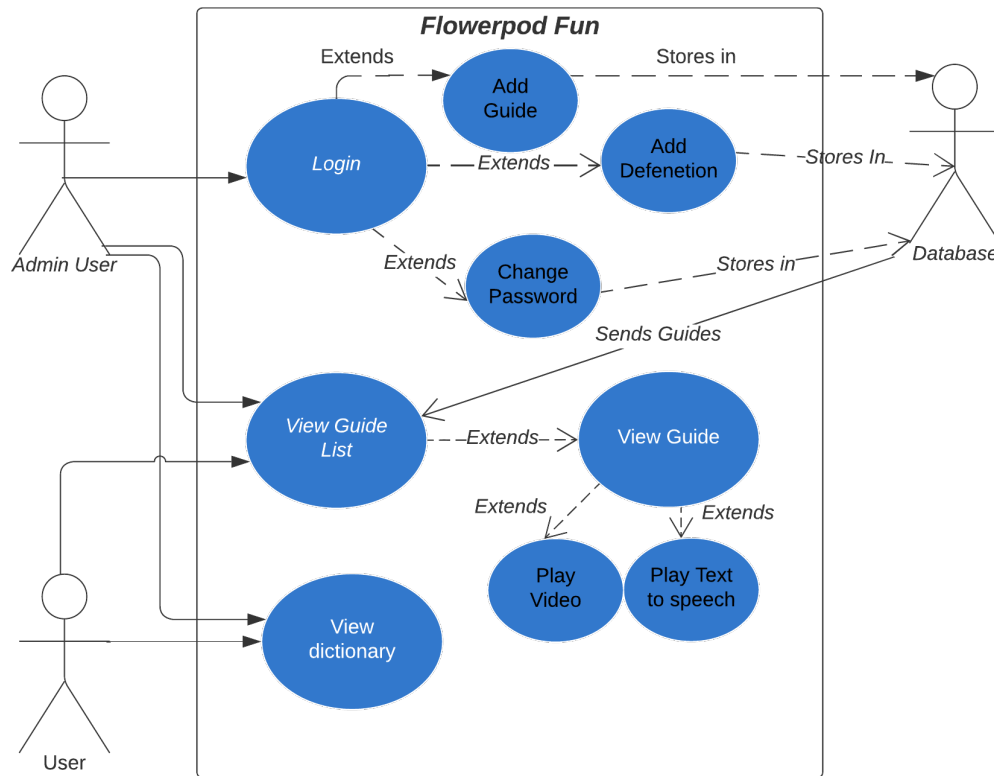 Flowerpod Fun
Extends
Stores in
Add
Guide
Login
Extends
Add
Defenetion
Stores In
Admin User
Extends
Change
Password
Stores in
Database
Sends Guides
View Guide
List
Extends
View Guide
Extends
Extends
Play
Video
Play Text
to speech
View
dictionary
User